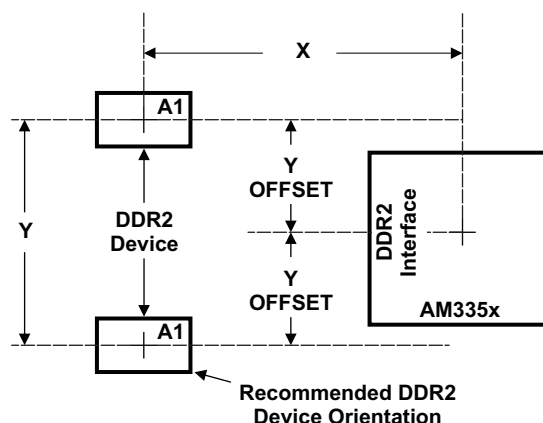 X
A1
Y
OFFSET
Y
DDR2
Device
DDR2
Interface
Y
OFFSET
A1
AM335x
Recommended DDR2
Device Orientation